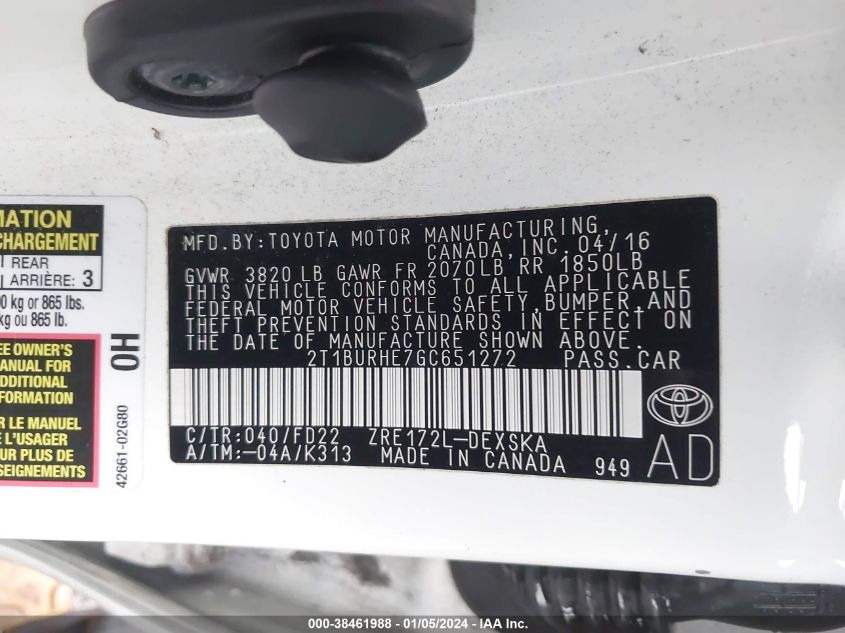 MATION
CHARGEMENT
REAR
ARRIÈRE: 3
kg or 865 lbs.
kg ou 865 lb.
OWNER'S
MANUAL FOR
ADDITIONAL
LE MANUEL
L'USAGER
PLUS DE
SEIGNEMENTS
0H
42661-02G80
MFD.BY:TOYOTA MOTOR MANUFACTURING,
CANADA,INC. 04/16
GVWR 3820 LB GAWR FR 2070LB RR 1850LB
THIS VEHICLE CONFORMS TO ALL APPLICABLE
FEDERAL MOTOR VEHICLE SAFETY,BUMPER,AND
THEFT PREVENTION STANDARDS IN EFFECT ON
THE DATE OF MANUFACTURE SHOWN ABOVE.
2T1BURHE7GC651272 PASS.CAR
C/TR:040/FD22 ZRE172L-DEXSKA
A/TM:-04A/K313 MADE IN CANADA 949
AD
000-38461988 - 01/05/2024 - IAA Inc.